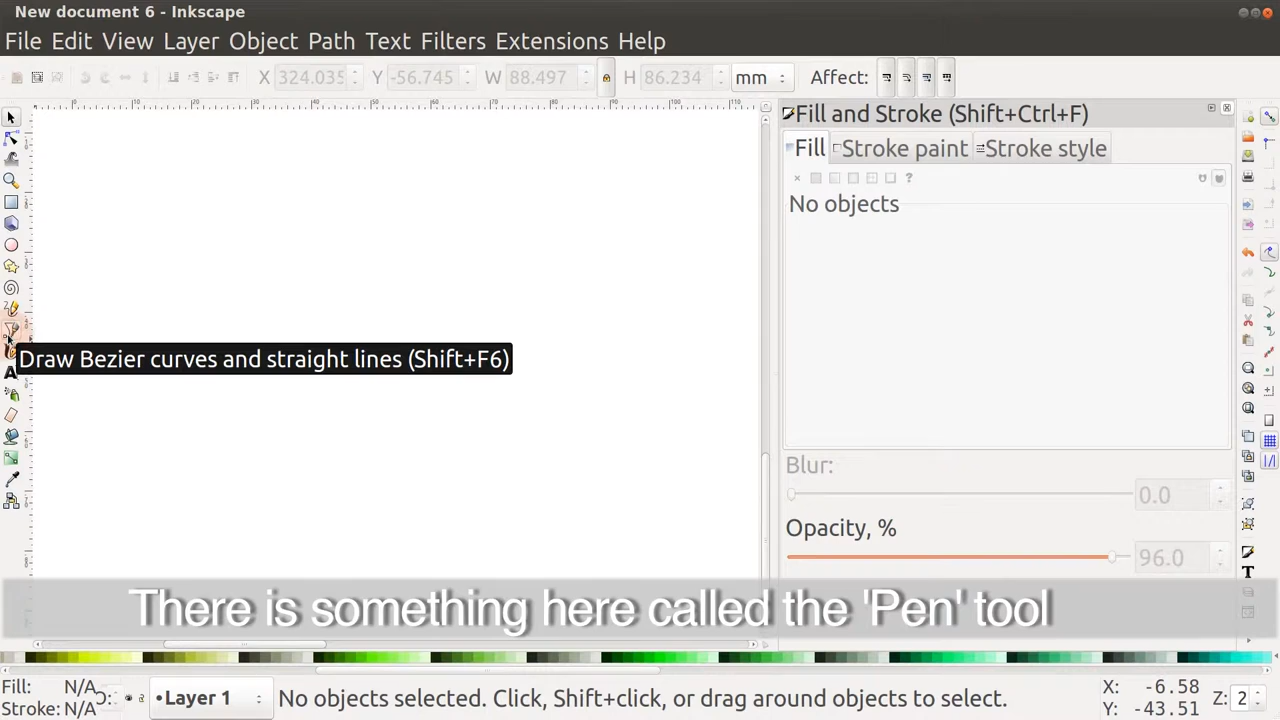 New document 6 - Inkscape
File Edit View Layer Object Path Text Filters Extensions Help
X 324.035 Y -56.745 W 88.497 H 86.234 mm Affect:
Fill and Stroke (Shift+Ctrl+F)
Fill Stroke paint Stroke style
No objects
Draw Bezier curves and straight lines (Shift+F6)
Blur:
0.0
Opacity, %
96.0
There is something here called the 'Pen' tool
Fill: N/A
Stroke: N/A
•Layer 1
No objects selected. Click, Shift+click, or drag around objects to select.
X: -6.58
Y: -43.51
Z: 2